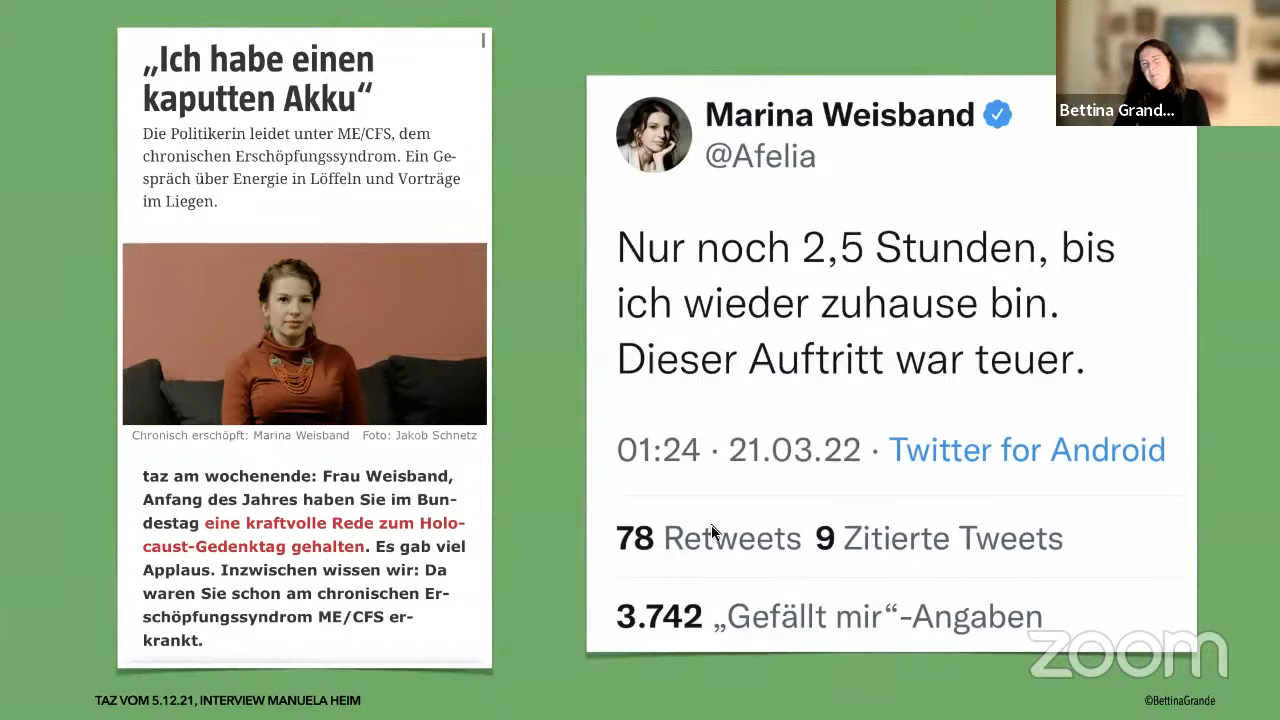 „Ich habe einen
kaputten Akku“
Die Politikerin leidet unter ME/CFS, dem
chronischen Erschöpfungssyndrom. Ein Ge-
spräch über Energie in Löffeln und Vorträge
im Liegen.
Chronisch erschöpft: Marina Weisband Foto: Jakob Schnetz
taz am wochenende: Frau Weisband,
Anfang des Jahres haben Sie im Bun-
destag eine kraftvolle Rede zum Holo-
caust-Gedenktag gehalten. Es gab viel
Applaus. Inzwischen wissen wir: Da
waren Sie schon am chronischen Er-
schöpfungssyndrom ME/CFS er-
krankt.
Marina Weisband
@Afelia
Nur noch 2,5 Stunden, bis
ich wieder zuhause bin.
Dieser Auftritt war teuer.
01:24 · 21.03.22 · Twitter for Android
78 Retweets 9 Zitierte Tweets
3.742 „Gefällt mir“-Angaben
Bettina Grand...
zoom
TAZ VOM 5.12.21, INTERVIEW MANUELA HEIM
©BettinaGrande